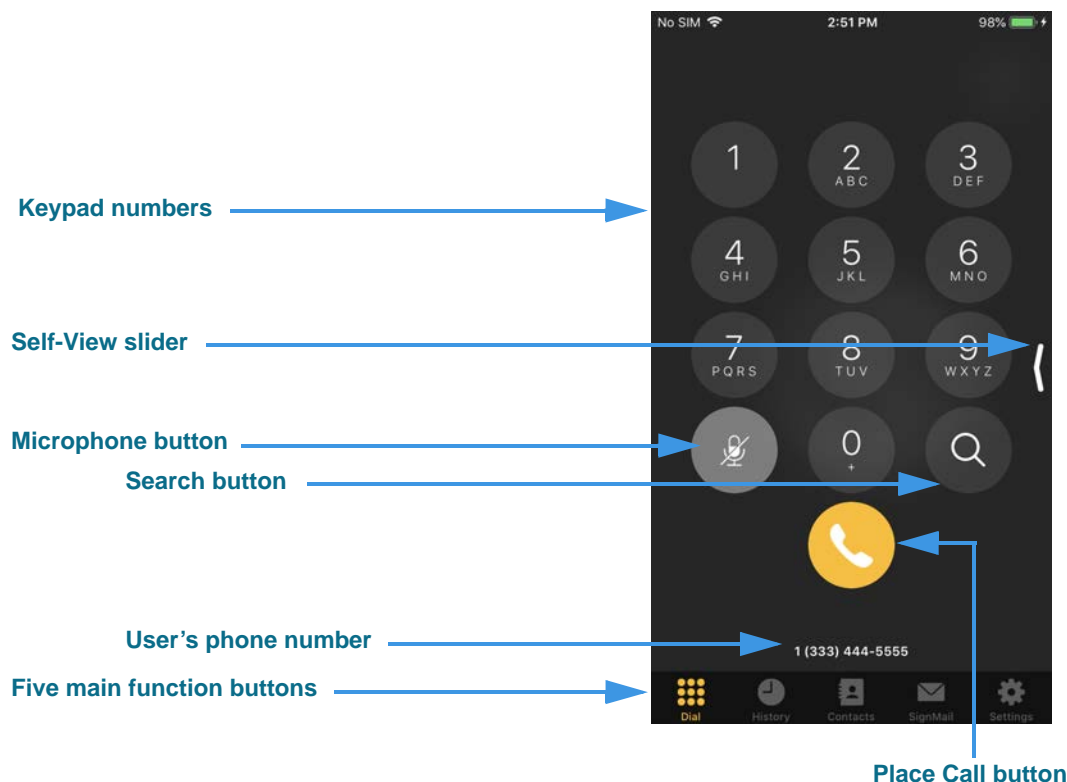 No SIM 2:51 PM 98%
1 2 3
ABC DEF
Keypad numbers
4 5 6
GHI JKL MNO
Self-View slider
7 8 9
PQRS TUV WXYZ
Microphone button
0
+
Search button
User’s phone number
1 (333) 444-5555
Five main function buttons
Dial History Contacts SignMail Settings
Place Call button